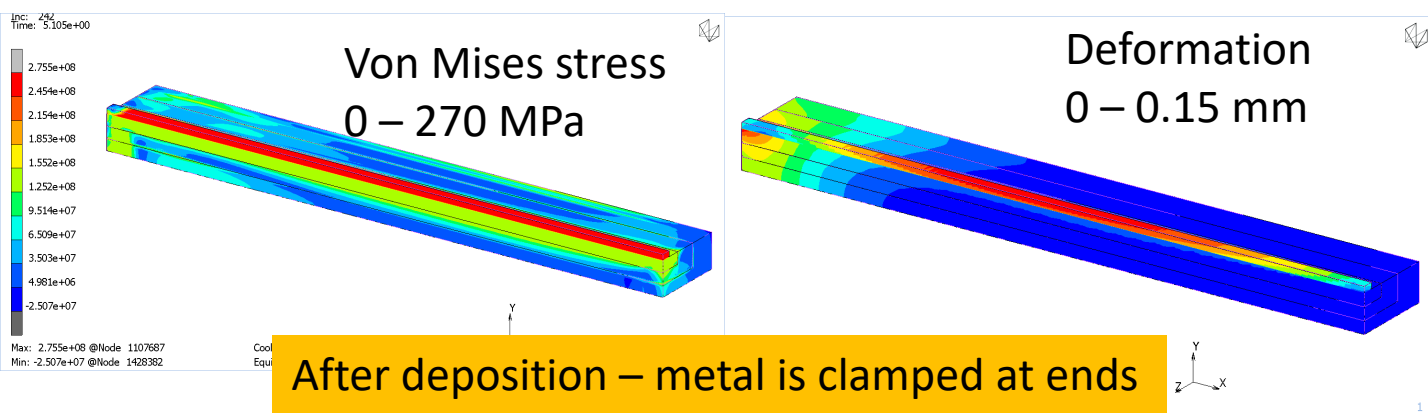 Inc: 242
Time: 5.105e+00
Von Mises stress
0 – 270 MPa
2.755e+08
2.454e+08
2.154e+08
1.853e+08
1.552e+08
1.252e+08
9.514e+07
6.509e+07
3.503e+07
4.981e+06
-2.507e+07
Max: 2.755e+08 @Node 1107687
Min: -2.507e+07 @Node 1428382
Cool
Equi
Y
Deformation
0 – 0.15 mm
Y
Z X
After deposition – metal is clamped at ends
1